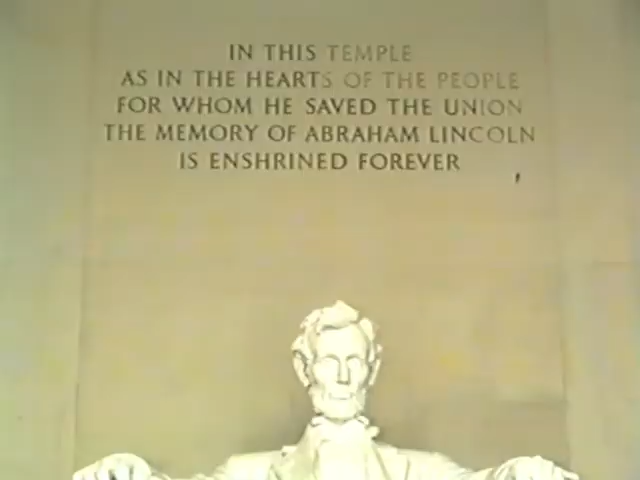 IN THIS TEMPLE
AS IN THE HEARTS OF THE PEOPLE
FOR WHOM HE SAVED THE UNION
THE MEMORY OF ABRAHAM LINCOLN
IS ENSHRINED FOREVER